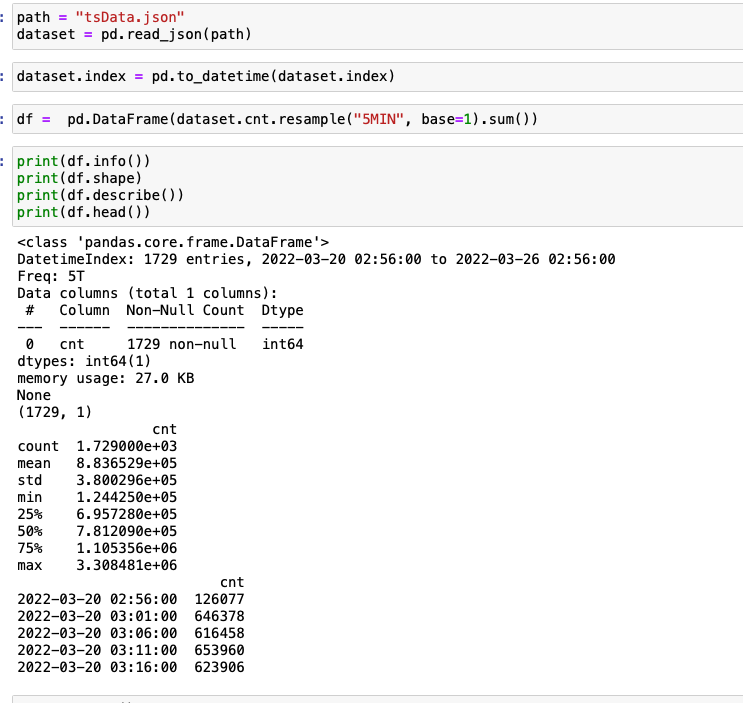 : path = "tsData.json"
dataset = pd.read_json(path)
: dataset.index = pd.to_datetime(dataset.index)
: df =  pd.DataFrame(dataset.cnt.resample("5MIN", base=1).sum())
: print(df.info())
print(df.shape)
print(df.describe())
print(df.head())
<class 'pandas.core.frame.DataFrame'>
DatetimeIndex: 1729 entries, 2022-03-20 02:56:00 to 2022-03-26 02:56:00
Freq: 5T
Data columns (total 1 columns):
 #   Column  Non-Null Count  Dtype
---  ------  --------------  -----
 0   cnt     1729 non-null   int64
dtypes: int64(1)
memory usage: 27.0 KB
None
(1729, 1)
                cnt
count  1.729000e+03
mean   8.836529e+05
std    3.800296e+05
min    1.244250e+05
25%    6.957280e+05
50%    7.812090e+05
75%    1.105356e+06
max    3.308481e+06
                        cnt
2022-03-20 02:56:00  126077
2022-03-20 03:01:00  646378
2022-03-20 03:06:00  616458
2022-03-20 03:11:00  653960
2022-03-20 03:16:00  623906